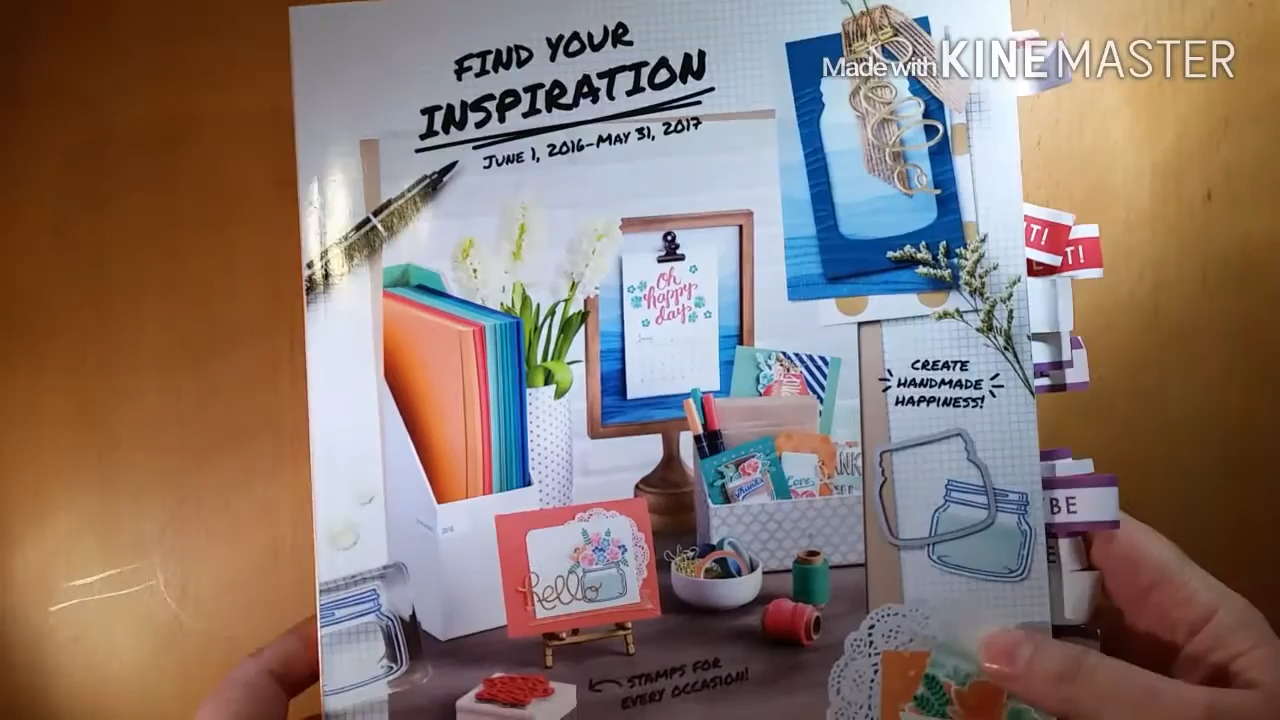 FIND YOUR
INSPIRATION
JUNE 1, 2016–MAY 31, 2017
Made with KINEMASTER
hello
T!
T!
Oh
happy
day
CREATE
HANDMADE
HAPPINESS!
BE
hello
STAMPS FOR
EVERY OCCASION!